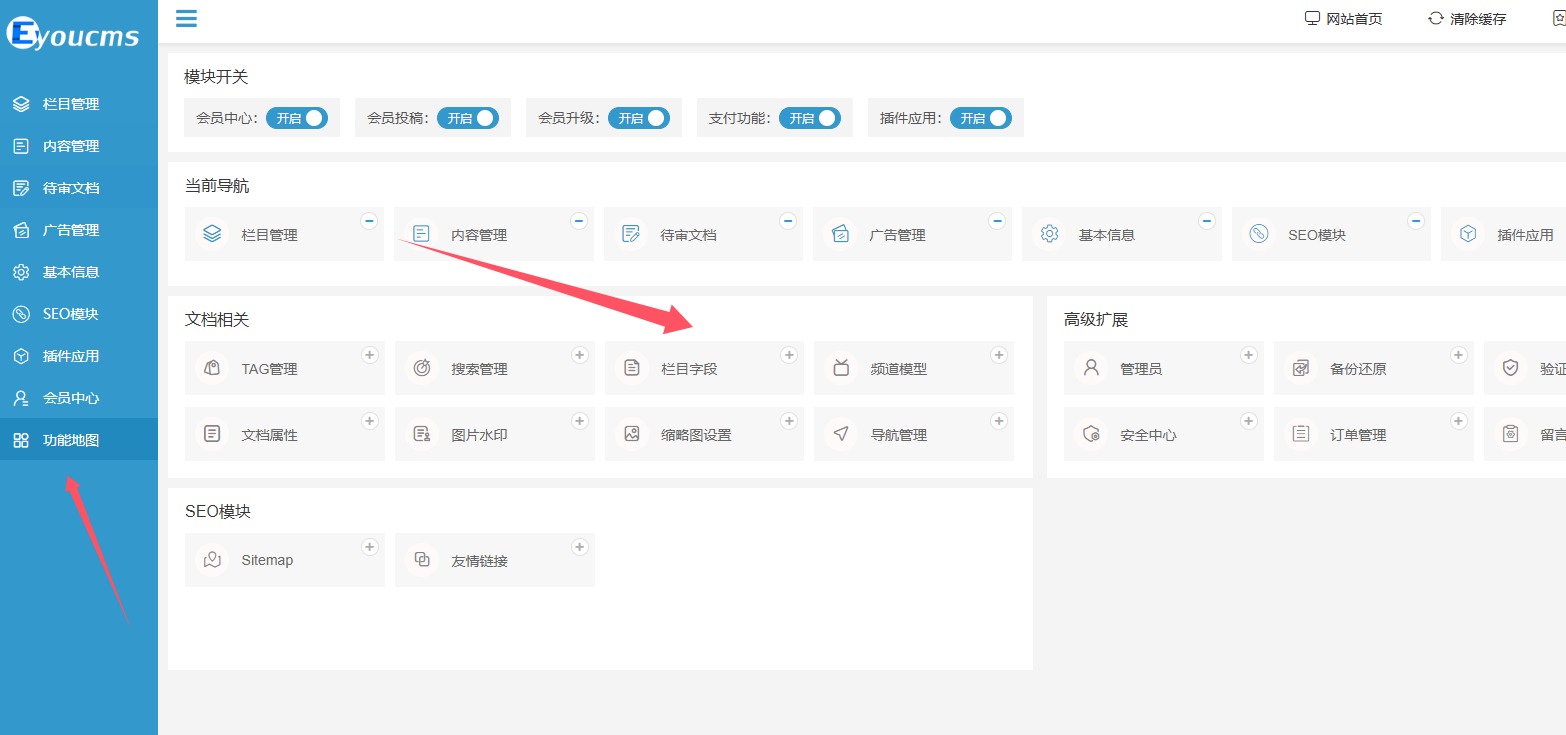 Eyoucms
栏目管理
内容管理
待审文档
广告管理
基本信息
SEO模块
插件应用
会员中心
功能地图
网站首页 清除缓存
模块开关
会员中心： 开启 会员投稿： 开启 会员升级： 开启 支付功能： 开启 插件应用： 开启
当前导航
栏目管理 内容管理 待审文档 广告管理 基本信息 SEO模块 插件应用
文档相关
TAG管理 搜索管理 栏目字段 频道模型
文档属性 图片水印 缩略图设置 导航管理
高级扩展
管理员 备份还原 验证
安全中心 订单管理 留言
SEO模块
Sitemap 友情链接